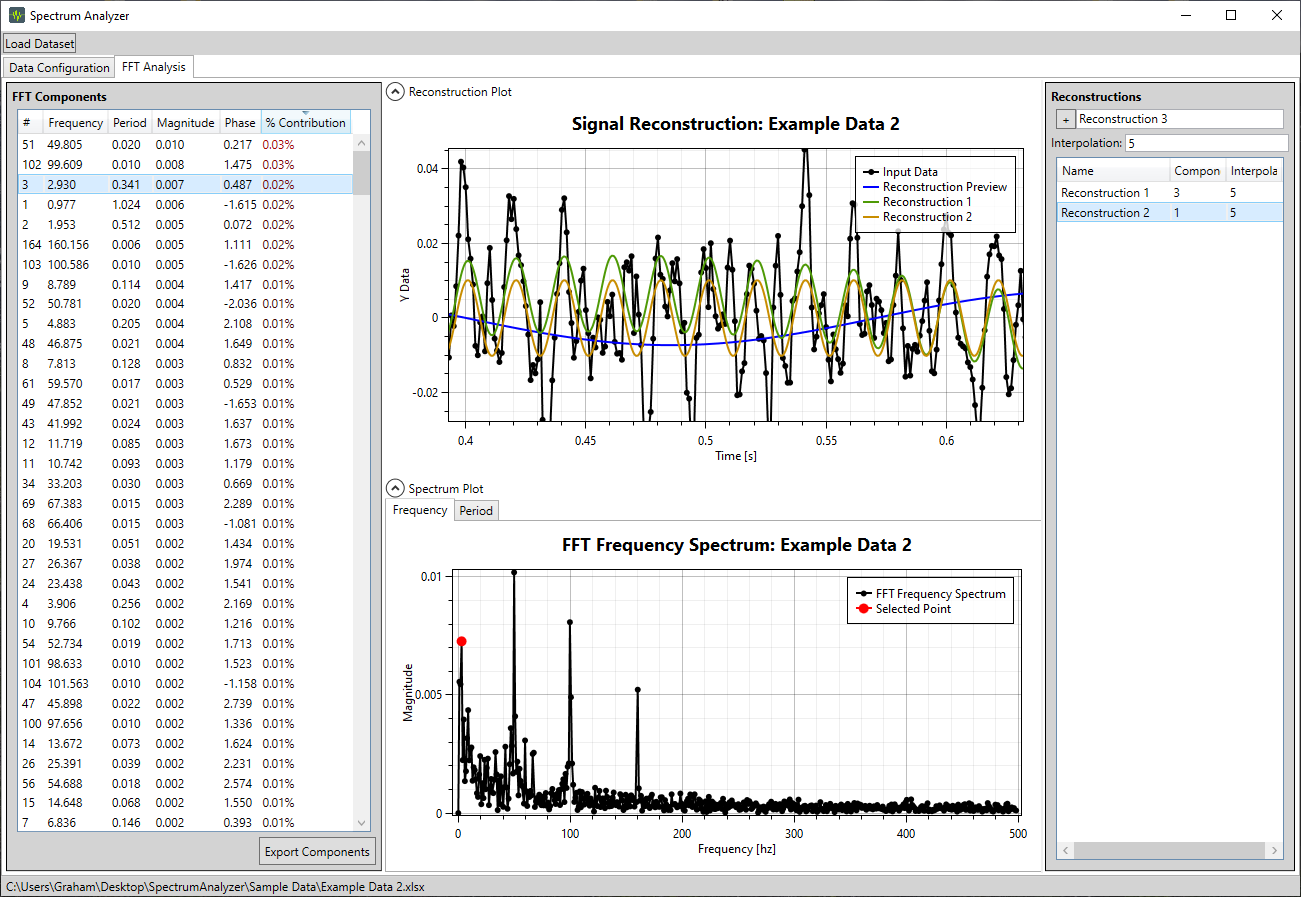 Spectrum Analyzer
Load Dataset
Data Configuration FFT Analysis
FFT Components
# Frequency Period Magnitude Phase % Contribution
51 49.805 0.020 0.010 0.217 0.03%
102 99.609 0.010 0.008 1.475 0.03%
3 2.930 0.341 0.007 0.487 0.02%
1 0.977 1.024 0.006 -1.615 0.02%
2 1.953 0.512 0.005 0.072 0.02%
164 160.156 0.006 0.005 1.111 0.02%
103 100.586 0.010 0.005 -1.626 0.02%
9 8.789 0.114 0.004 1.417 0.01%
52 50.781 0.020 0.004 -2.036 0.01%
5 4.883 0.205 0.004 2.108 0.01%
48 46.875 0.021 0.004 1.649 0.01%
8 7.813 0.128 0.003 0.832 0.01%
61 59.570 0.017 0.003 0.529 0.01%
49 47.852 0.021 0.003 -1.653 0.01%
43 41.992 0.024 0.003 1.637 0.01%
12 11.719 0.085 0.003 1.673 0.01%
11 10.742 0.093 0.003 1.179 0.01%
34 33.203 0.030 0.003 0.669 0.01%
69 67.383 0.015 0.003 2.289 0.01%
68 66.406 0.015 0.003 -1.081 0.01%
20 19.531 0.051 0.002 1.434 0.01%
27 26.367 0.038 0.002 1.974 0.01%
24 23.438 0.043 0.002 1.541 0.01%
4 3.906 0.256 0.002 2.169 0.01%
10 9.766 0.102 0.002 1.216 0.01%
54 52.734 0.019 0.002 1.713 0.01%
101 98.633 0.010 0.002 1.523 0.01%
104 101.563 0.010 0.002 -1.158 0.01%
47 45.898 0.022 0.002 2.739 0.01%
100 97.656 0.010 0.002 1.336 0.01%
14 13.672 0.073 0.002 1.624 0.01%
26 25.391 0.039 0.002 2.231 0.01%
56 54.688 0.018 0.002 2.574 0.01%
15 14.648 0.068 0.002 1.550 0.01%
7 6.836 0.146 0.002 0.393 0.01%
Export Components
Reconstruction Plot
Signal Reconstruction: Example Data 2
Input Data
Reconstruction Preview
Reconstruction 1
Reconstruction 2
0.04
0.02
0
-0.02
Y Data
0.4 0.45 0.5 0.55 0.6
Time [s]
Spectrum Plot
Frequency Period
FFT Frequency Spectrum: Example Data 2
FFT Frequency Spectrum
Selected Point
0.01
0.005
0
Magnitude
0 100 200 300 400 500
Frequency [hz]
Reconstructions
+ Reconstruction 3
Interpolation: 5
Name Compon Interpola
Reconstruction 1 3 5
Reconstruction 2 1 5
C:\Users\Graham\Desktop\SpectrumAnalyzer\Sample Data\Example Data 2.xlsx